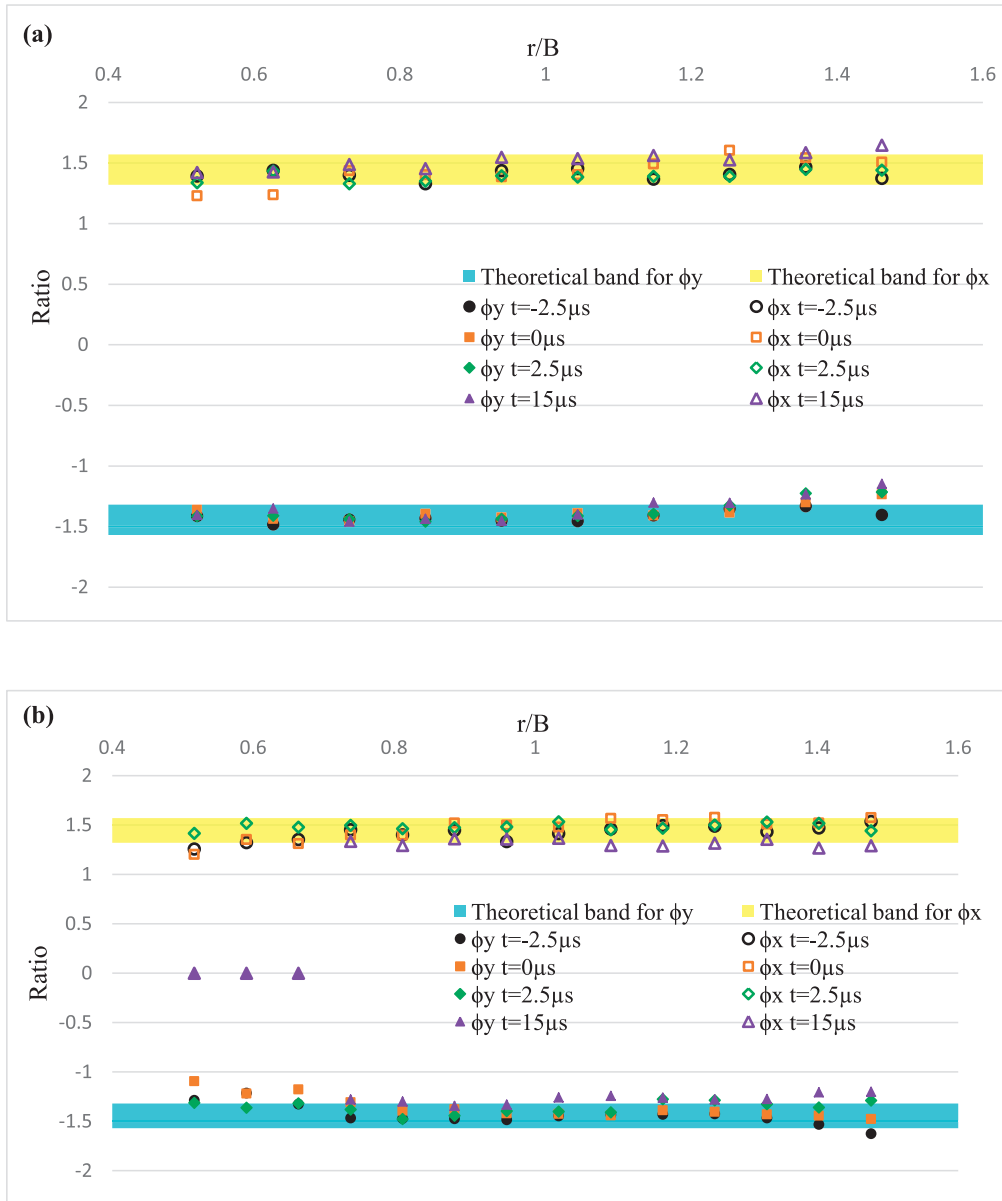 (a)
r/B
0.4 0.6 0.8 1 1.2 1.4 1.6
2
1.5
1
0.5
0
-0.5
-1
-1.5
-2
Ratio
Theoretical band for ϕy Theoretical band for ϕx
ϕy t=-2.5µs ϕx t=-2.5µs
ϕy t=0µs ϕx t=0µs
ϕy t=2.5µs ϕx t=2.5µs
ϕy t=15µs ϕx t=15µs
(b)
r/B
0.4 0.6 0.8 1 1.2 1.4 1.6
2
1.5
1
0.5
0
-0.5
-1
-1.5
-2
Ratio
Theoretical band for ϕy Theoretical band for ϕx
ϕy t=-2.5µs ϕx t=-2.5µs
ϕy t=0µs ϕx t=0µs
ϕy t=2.5µs ϕx t=2.5µs
ϕy t=15µs ϕx t=15µs